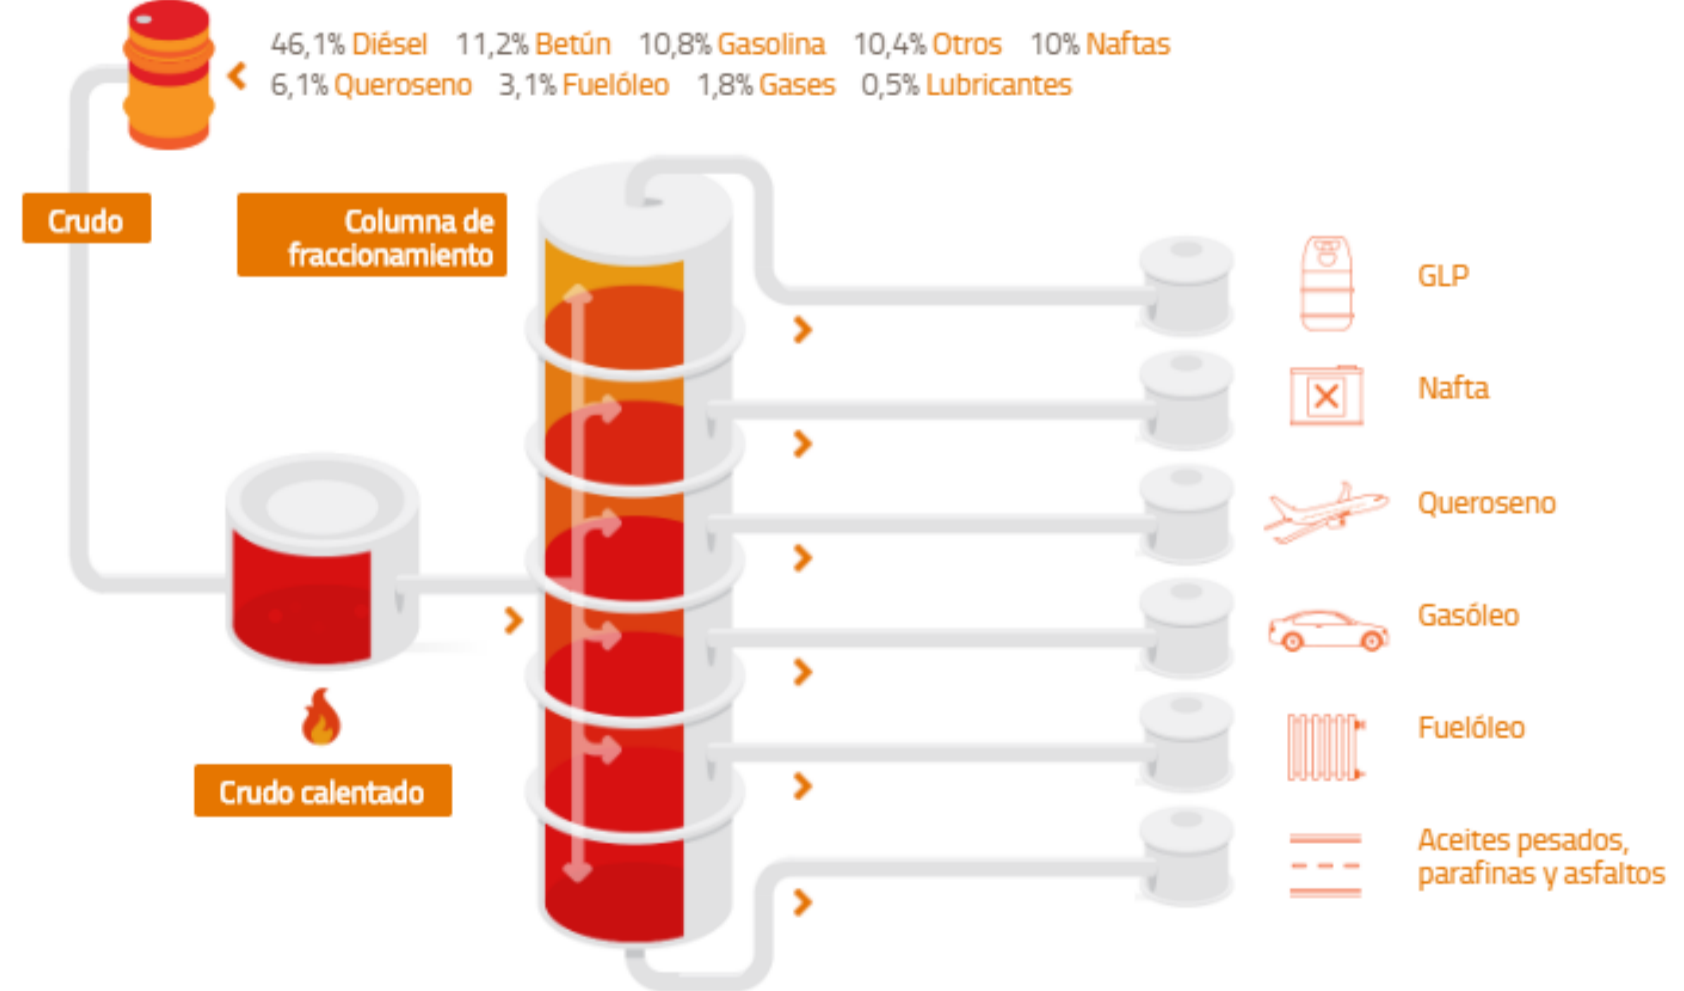 46,1% Diésel 11,2% Betún 10,8% Gasolina 10,4% Otros 10% Naftas
6,1% Queroseno 3,1% Fuelóleo 1,8% Gases 0,5% Lubricantes
Crudo
Columna de
fraccionamiento
Crudo calentado
GLP
Nafta
Queroseno
Gasóleo
Fuelóleo
Aceites pesados,
parafinas y asfaltos